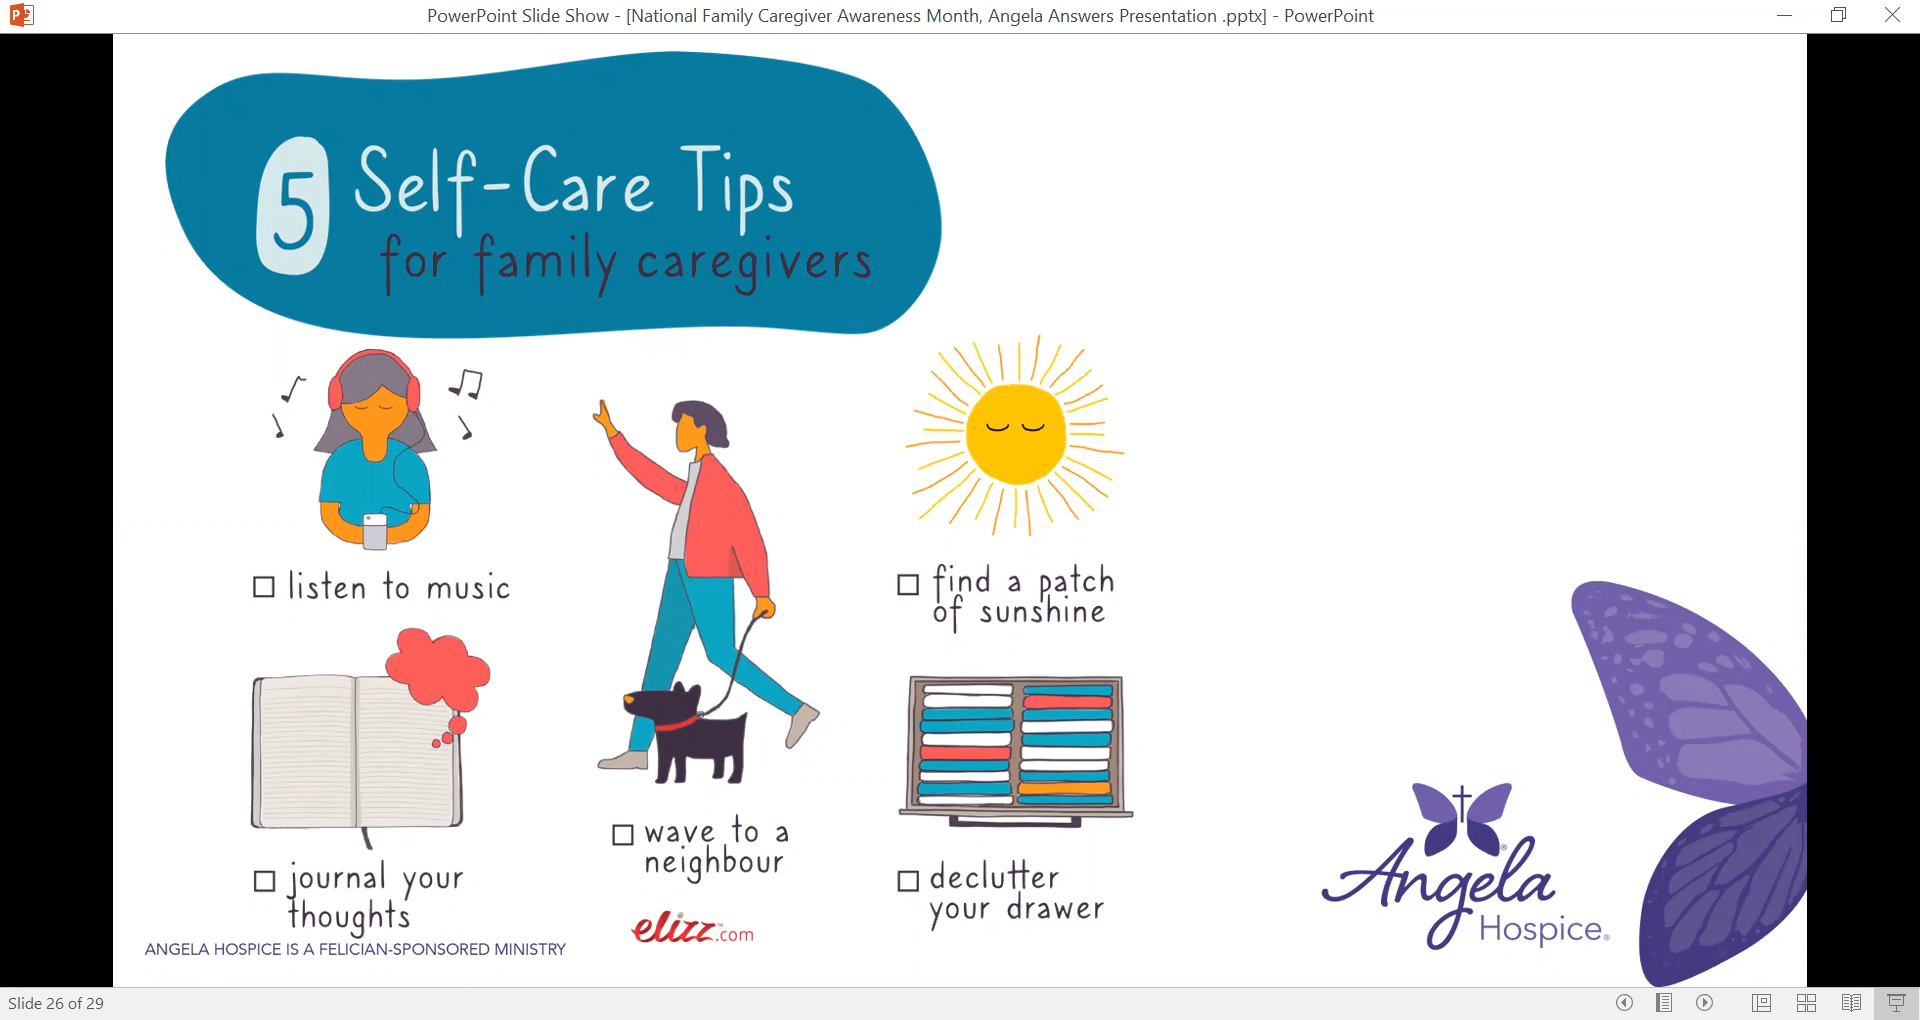 PowerPoint Slide Show - [National Family Caregiver Awareness Month, Angela Answers Presentation .pptx] - PowerPoint
5 Self-Care Tips
for family caregivers
listen to music
find a patch
of sunshine
wave to a
neighbour
journal your
thoughts
declutter
your drawer
elizz.com
Angela
Hospice®
ANGELA HOSPICE IS A FELICIAN-SPONSORED MINISTRY
Slide 26 of 29